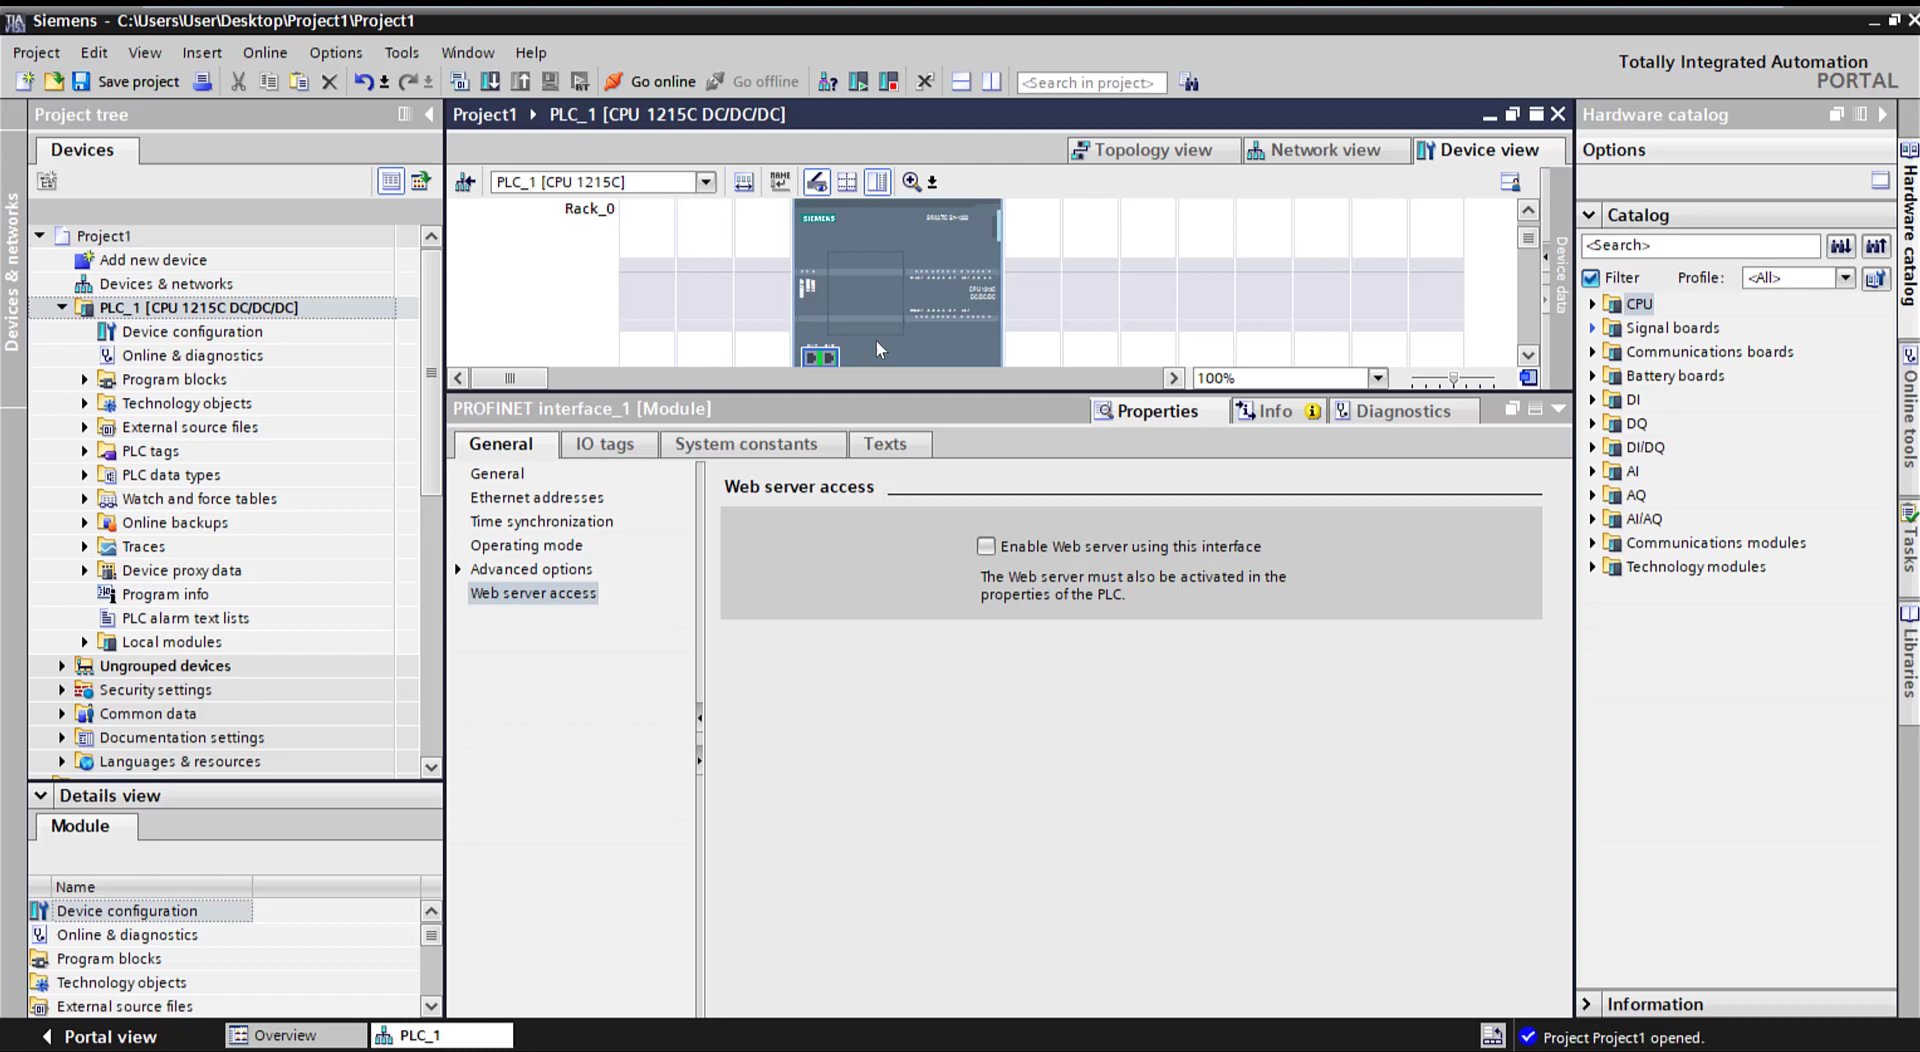 Siemens - C:\Users\User\Desktop\Project1\Project1
Project Edit View Insert Online Options Tools Window Help
Totally Integrated Automation
PORTAL
Save project
Go online
Go offline
<Search in project>
Project tree
Devices
Devices & networks
Project1
Add new device
Devices & networks
PLC_1 [CPU 1215C DC/DC/DC]
Device configuration
Online & diagnostics
Program blocks
Technology objects
External source files
PLC tags
PLC data types
Watch and force tables
Online backups
Traces
Device proxy data
Program info
PLC alarm text lists
Local modules
Ungrouped devices
Security settings
Common data
Documentation settings
Languages & resources
Details view
Module
Name
Device configuration
Online & diagnostics
Program blocks
Technology objects
External source files
Project1 PLC_1 [CPU 1215C DC/DC/DC]
Topology view
Network view
Device view
PLC_1 [CPU 1215C]
Rack_0
SIEMENS
Device data
100%
PROFINET interface_1 [Module]
Properties
Info
Diagnostics
General
IO tags
System constants
Texts
General
Ethernet addresses
Time synchronization
Operating mode
Advanced options
Web server access
Web server access
Enable Web server using this interface
The Web server must also be activated in the
properties of the PLC.
Hardware catalog
Options
Catalog
<Search>
Filter
Profile:
<All>
CPU
Signal boards
Communications boards
Battery boards
DI
DQ
DI/DQ
AI
AQ
AI/AQ
Communications modules
Technology modules
Information
Hardware catalog
Online tools
Tasks
Libraries
Portal view
Overview
PLC_1
Project Project1 opened.